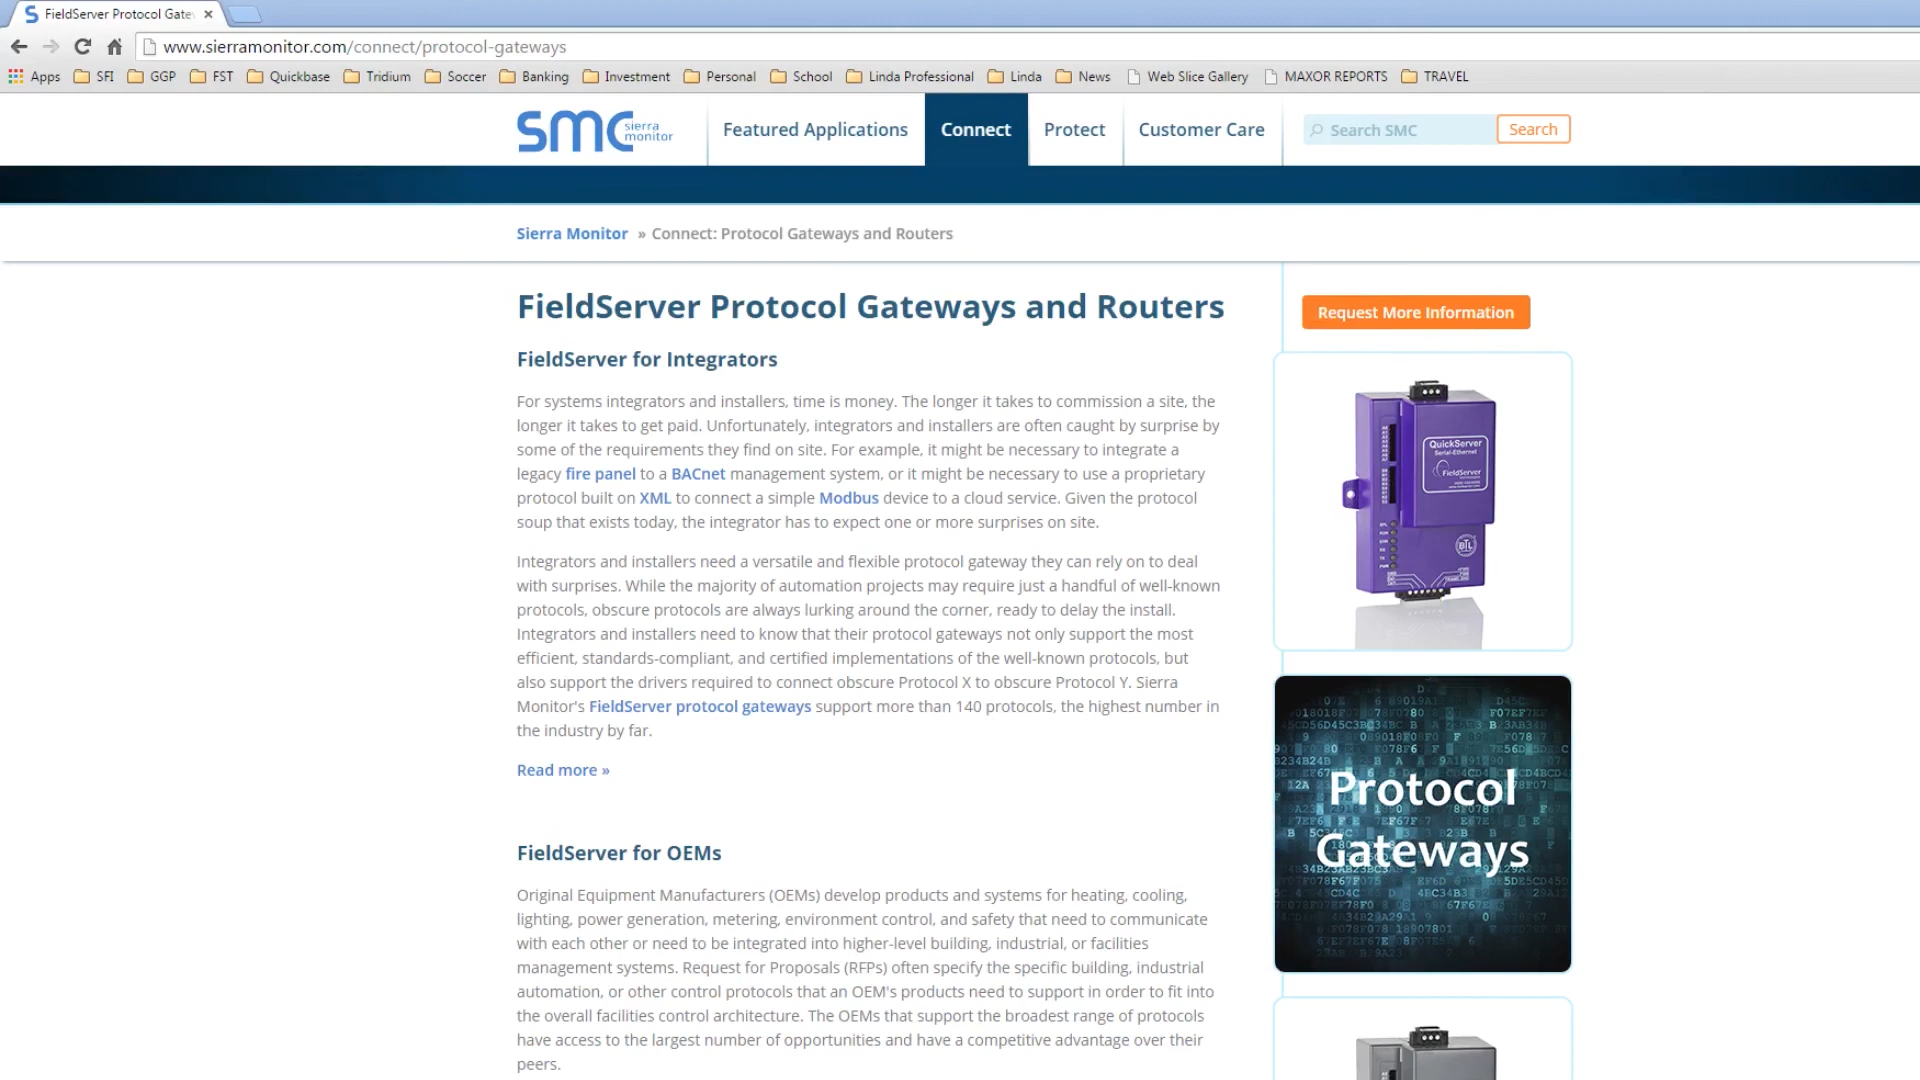 FieldServer Protocol Gate
www.sierramonitor.com/connect/protocol-gateways
Apps SFI GGP FST Quickbase Tridium Soccer Banking Investment Personal School Linda Professional Linda News Web Slice Gallery MAXOR REPORTS TRAVEL
smc sierra monitor
Featured Applications Connect Protect Customer Care Search SMC Search
Sierra Monitor » Connect: Protocol Gateways and Routers
FieldServer Protocol Gateways and Routers
Request More Information
FieldServer for Integrators
For systems integrators and installers, time is money. The longer it takes to commission a site, the
longer it takes to get paid. Unfortunately, integrators and installers are often caught by surprise by
some of the requirements they find on site. For example, it might be necessary to integrate a
legacy fire panel to a BACnet management system, or it might be necessary to use a proprietary
protocol built on XML to connect a simple Modbus device to a cloud service. Given the protocol
soup that exists today, the integrator has to expect one or more surprises on site.
Integrators and installers need a versatile and flexible protocol gateway they can rely on to deal
with surprises. While the majority of automation projects may require just a handful of well-known
protocols, obscure protocols are always lurking around the corner, ready to delay the install.
Integrators and installers need to know that their protocol gateways not only support the most
efficient, standards-compliant, and certified implementations of the well-known protocols, but
also support the drivers required to connect obscure Protocol X to obscure Protocol Y. Sierra
Monitor's FieldServer protocol gateways support more than 140 protocols, the highest number in
the industry by far.
Read more »
FieldServer for OEMs
Original Equipment Manufacturers (OEMs) develop products and systems for heating, cooling,
lighting, power generation, metering, environment control, and safety that need to communicate
with each other or need to be integrated into higher-level building, industrial, or facilities
management systems. Request for Proposals (RFPs) often specify the specific building, industrial
automation, or other control protocols that an OEM's products need to support in order to fit into
the overall facilities control architecture. The OEMs that support the broadest range of protocols
have access to the largest number of opportunities and have a competitive advantage over their
peers.
QuickServer
Serial-Ethernet
FieldServer
BTL
Protocol
Gateways